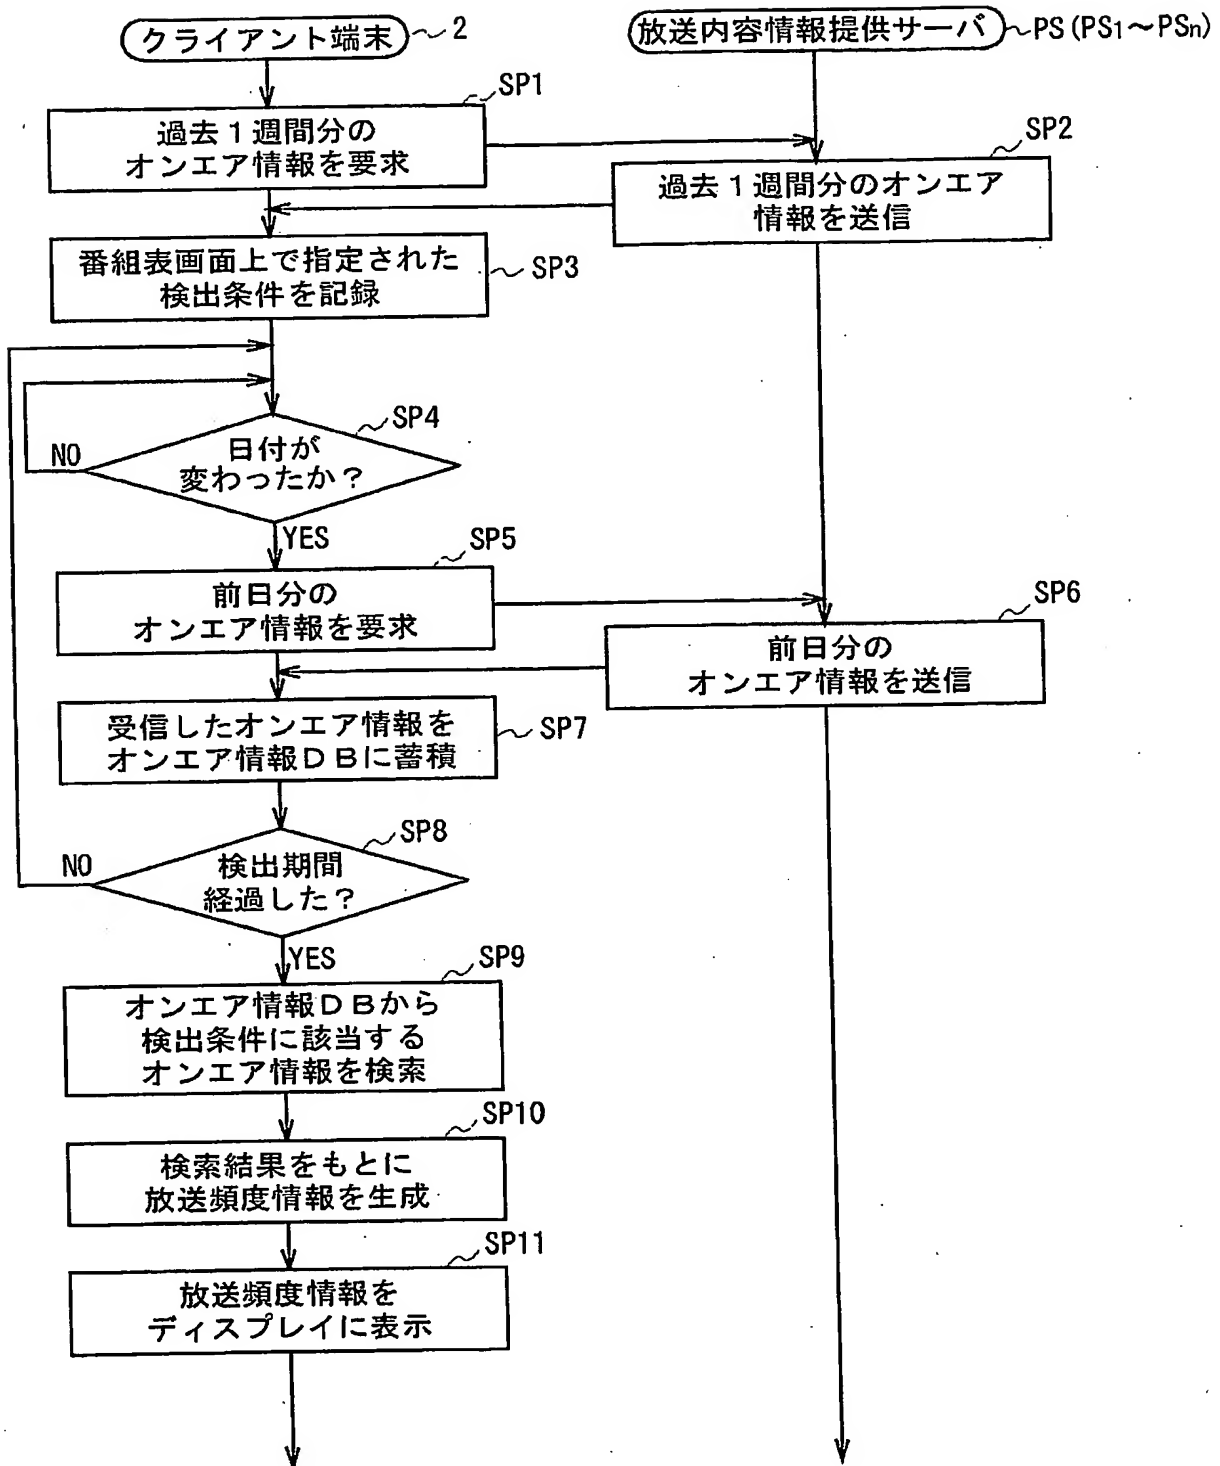 クライアント端末
2
放送内容情報提供サーバ
PS(PS1〜PSn)
SP1
過去１週間分の
オンエア情報を要求
SP2
過去１週間分のオンエア
情報を送信
番組表画面上で指定された
検出条件を記録
SP3
SP4
日付が
変わったか？
NO
YES
SP5
前日分の
オンエア情報を要求
SP6
前日分の
オンエア情報を送信
受信したオンエア情報を
オンエア情報ＤＢに蓄積
SP7
SP8
検出期間
経過した？
NO
YES
SP9
オンエア情報ＤＢから
検出条件に該当する
オンエア情報を検索
SP10
検索結果をもとに
放送頻度情報を生成
SP11
放送頻度情報を
ディスプレイに表示